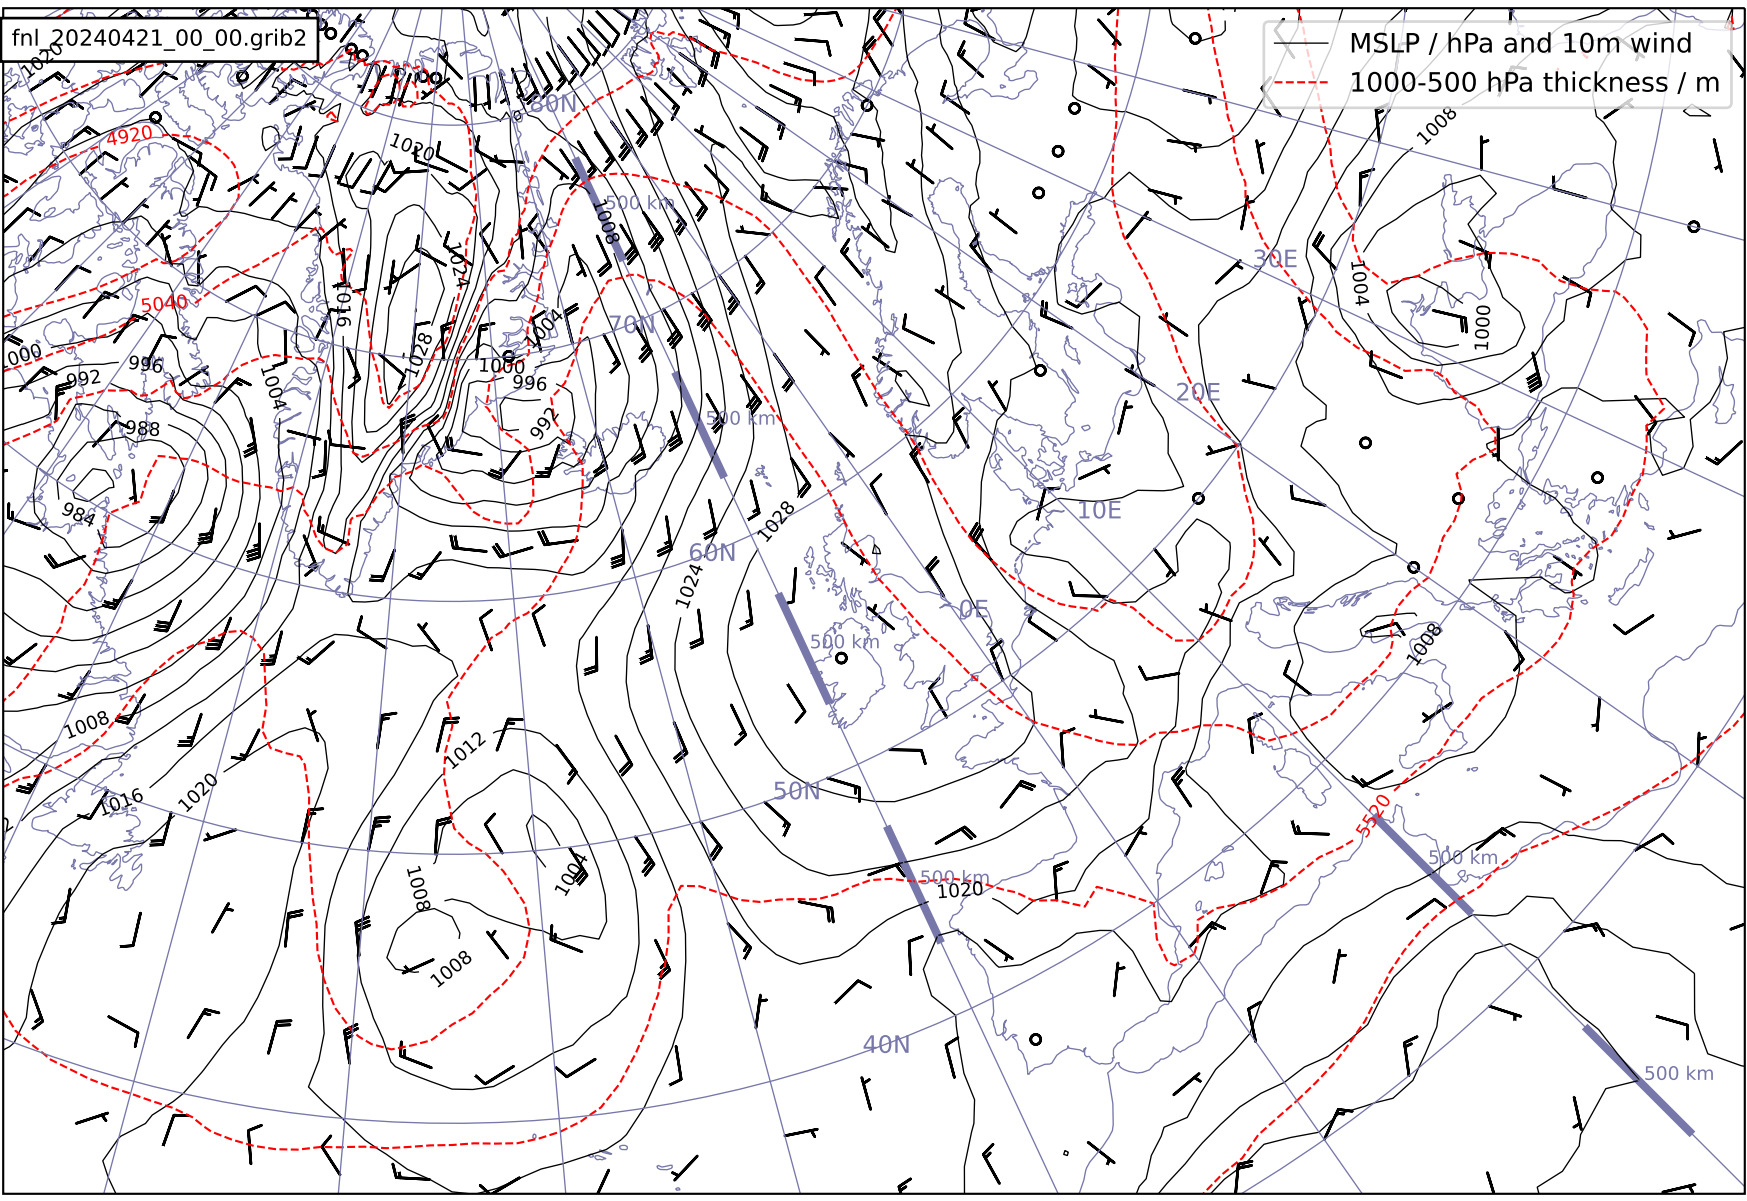 fnl_20240421_00_00.grib2
MSLP / hPa and 10m wind
1000-500 hPa thickness / m
1020
80N
4920
1020
1008
500 km
1008
1024
30E
1004
5040
1016
1004
70N
1000
1000
996
1028
1000
992
996
1004
20E
500 km
988
992
984
10E
1028
60N
1024
0E
500 km
1008
1008
1012
50N
1016
1020
5520
500 km
1004
1008
500 km
1020
1008
40N
500 km